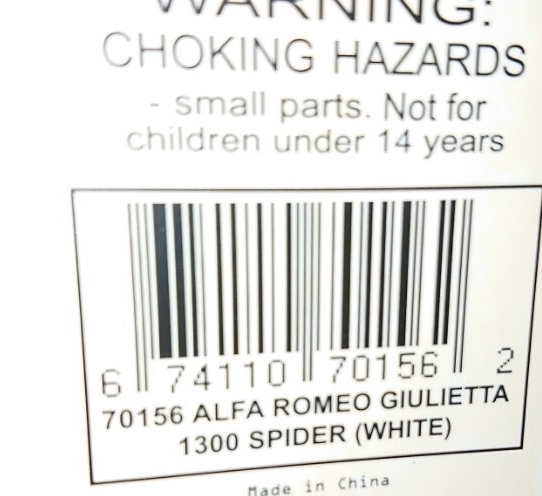 WARNING:
CHOKING HAZARDS
- small parts. Not for
children under 14 years
6 74110 70156 2
70156 ALFA ROMEO GIULIETTA
1300 SPIDER (WHITE)
Made in China